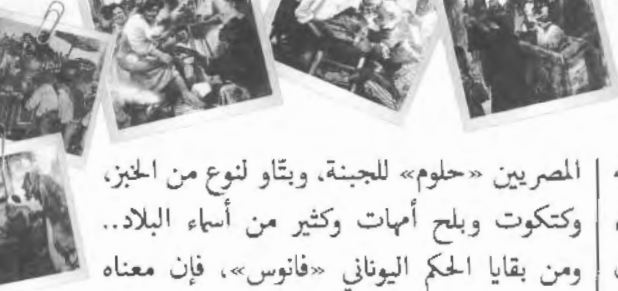 المصريين «حلوم» للجبنة، وبتّاو لنوع من الخبز،
وكتكوت وبلح أمهات وكثير من أسماء البلاد..
ومن بقايا الحكم اليوناني «فانوس»، فإن معناه